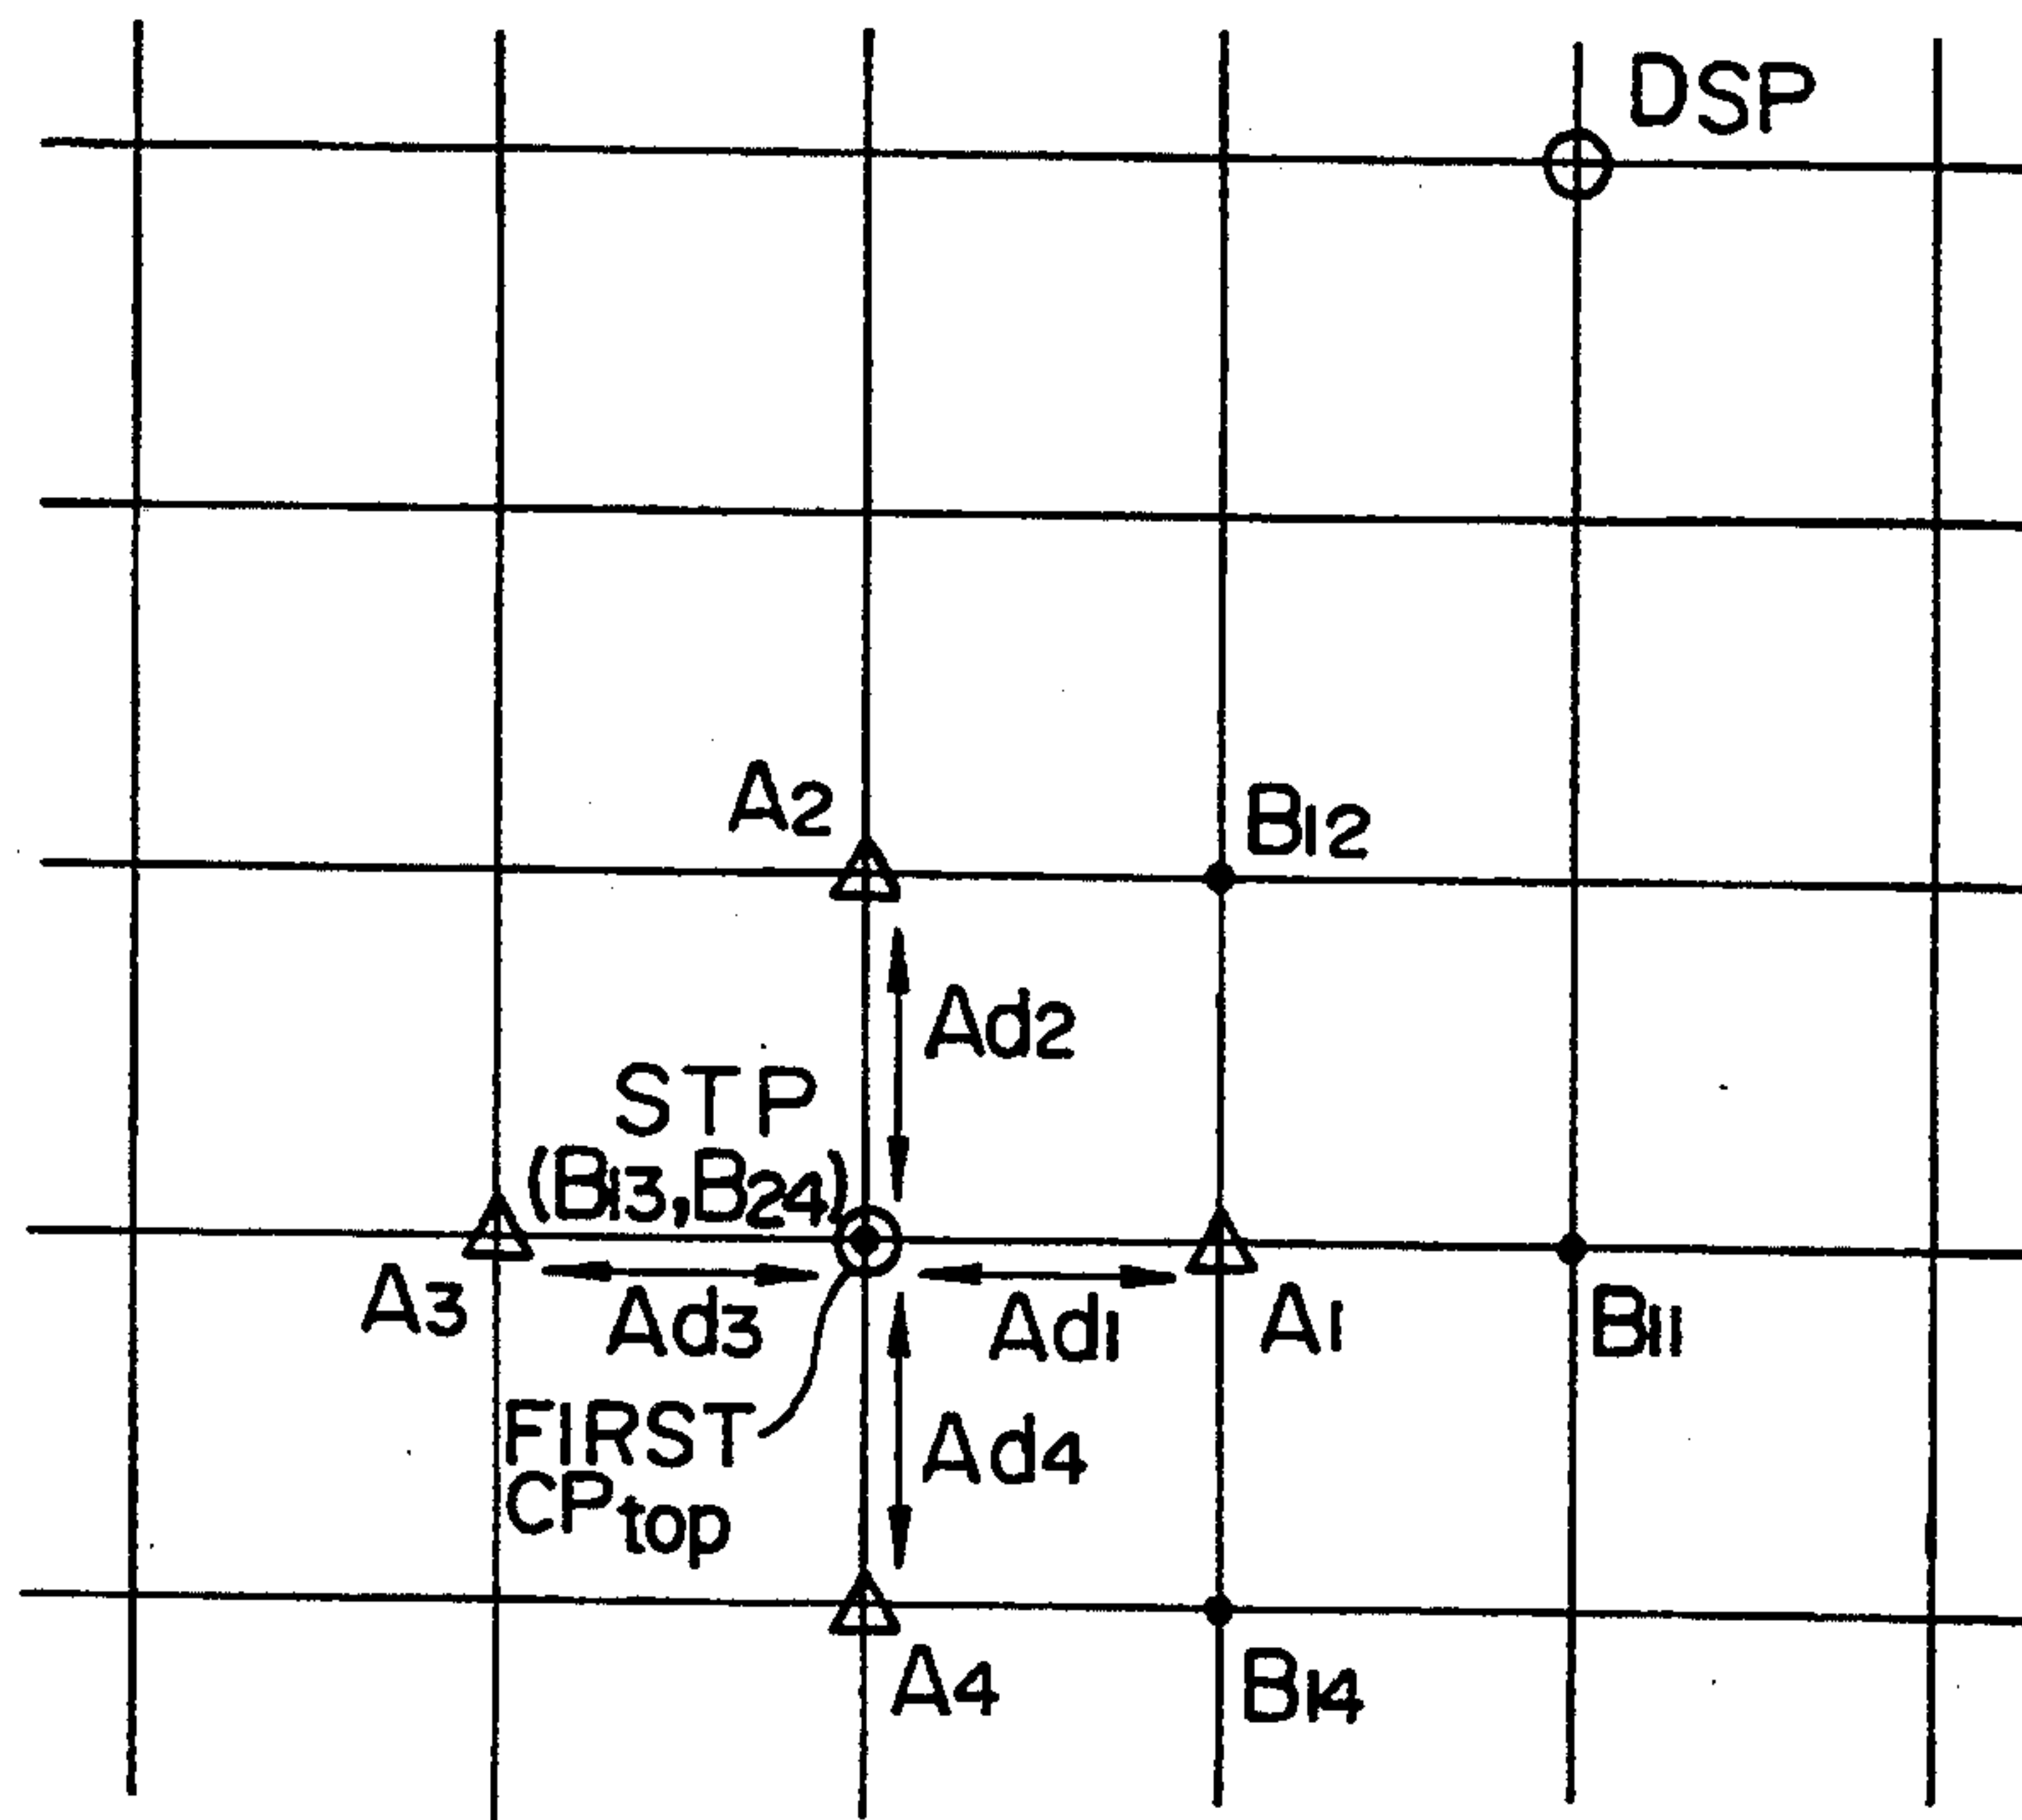 DSP
A2
B12
Ad2
STP
(B13,B24)
A3
Ad3
Ad1
A1
B11
FIRST
CPtop
Ad4
A4
B14